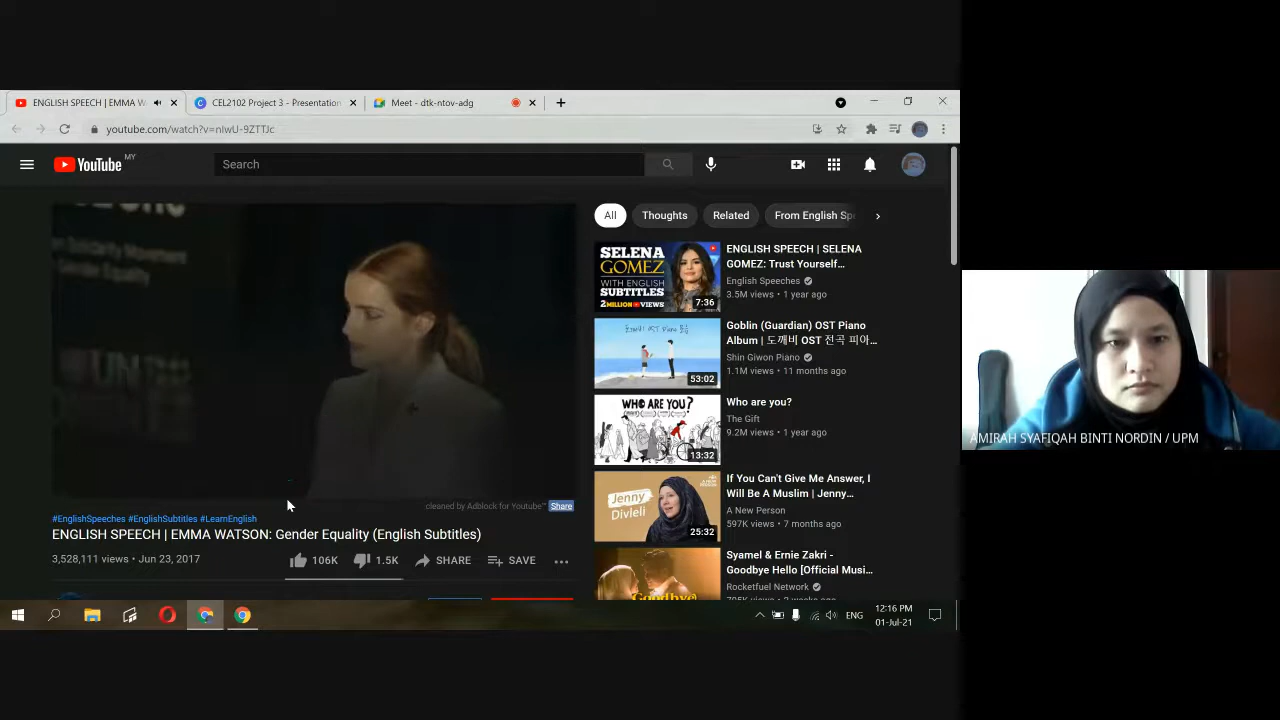 ENGLISH SPEECH | EMMA W
CEL2102 Project 3 - Presentation
Meet - dtk-ntov-adg
youtube.com/watch?v=nIwU-9ZTTJc
YouTube MY
Search
All
Thoughts
Related
From English Spe
Solidarity Movement
Gender Equality
SELENA
GOMEZ
WITH ENGLISH
SUBTITLES
2 MILLION VIEWS
7:36
ENGLISH SPEECH | SELENA
GOMEZ: Trust Yourself...
English Speeches
3.5M views • 1 year ago
53:02
Goblin (Guardian) OST Piano
Album | 도깨비 OST 전곡 피아...
Shin Giwon Piano
1.1M views • 11 months ago
WHO ARE YOU?
13:32
Who are you?
The Gift
9.2M views • 1 year ago
Jenny
Divleli
25:32
If You Can't Give Me Answer, I
Will Be A Muslim | Jenny...
A New Person
597K views • 7 months ago
Goodbye
Syamel & Ernie Zakri -
Goodbye Hello [Official Musi...
Rocketfuel Network
cleaned by Adblock for Youtube™ Share
#EnglishSpeeches #EnglishSubtitles #LearnEnglish
ENGLISH SPEECH | EMMA WATSON: Gender Equality (English Subtitles)
3,528,111 views • Jun 23, 2017
106K
1.5K
SHARE
SAVE
ENG
12:16 PM
01-Jul-21
AMIRAH SYAFIQAH BINTI NORDIN / UPM